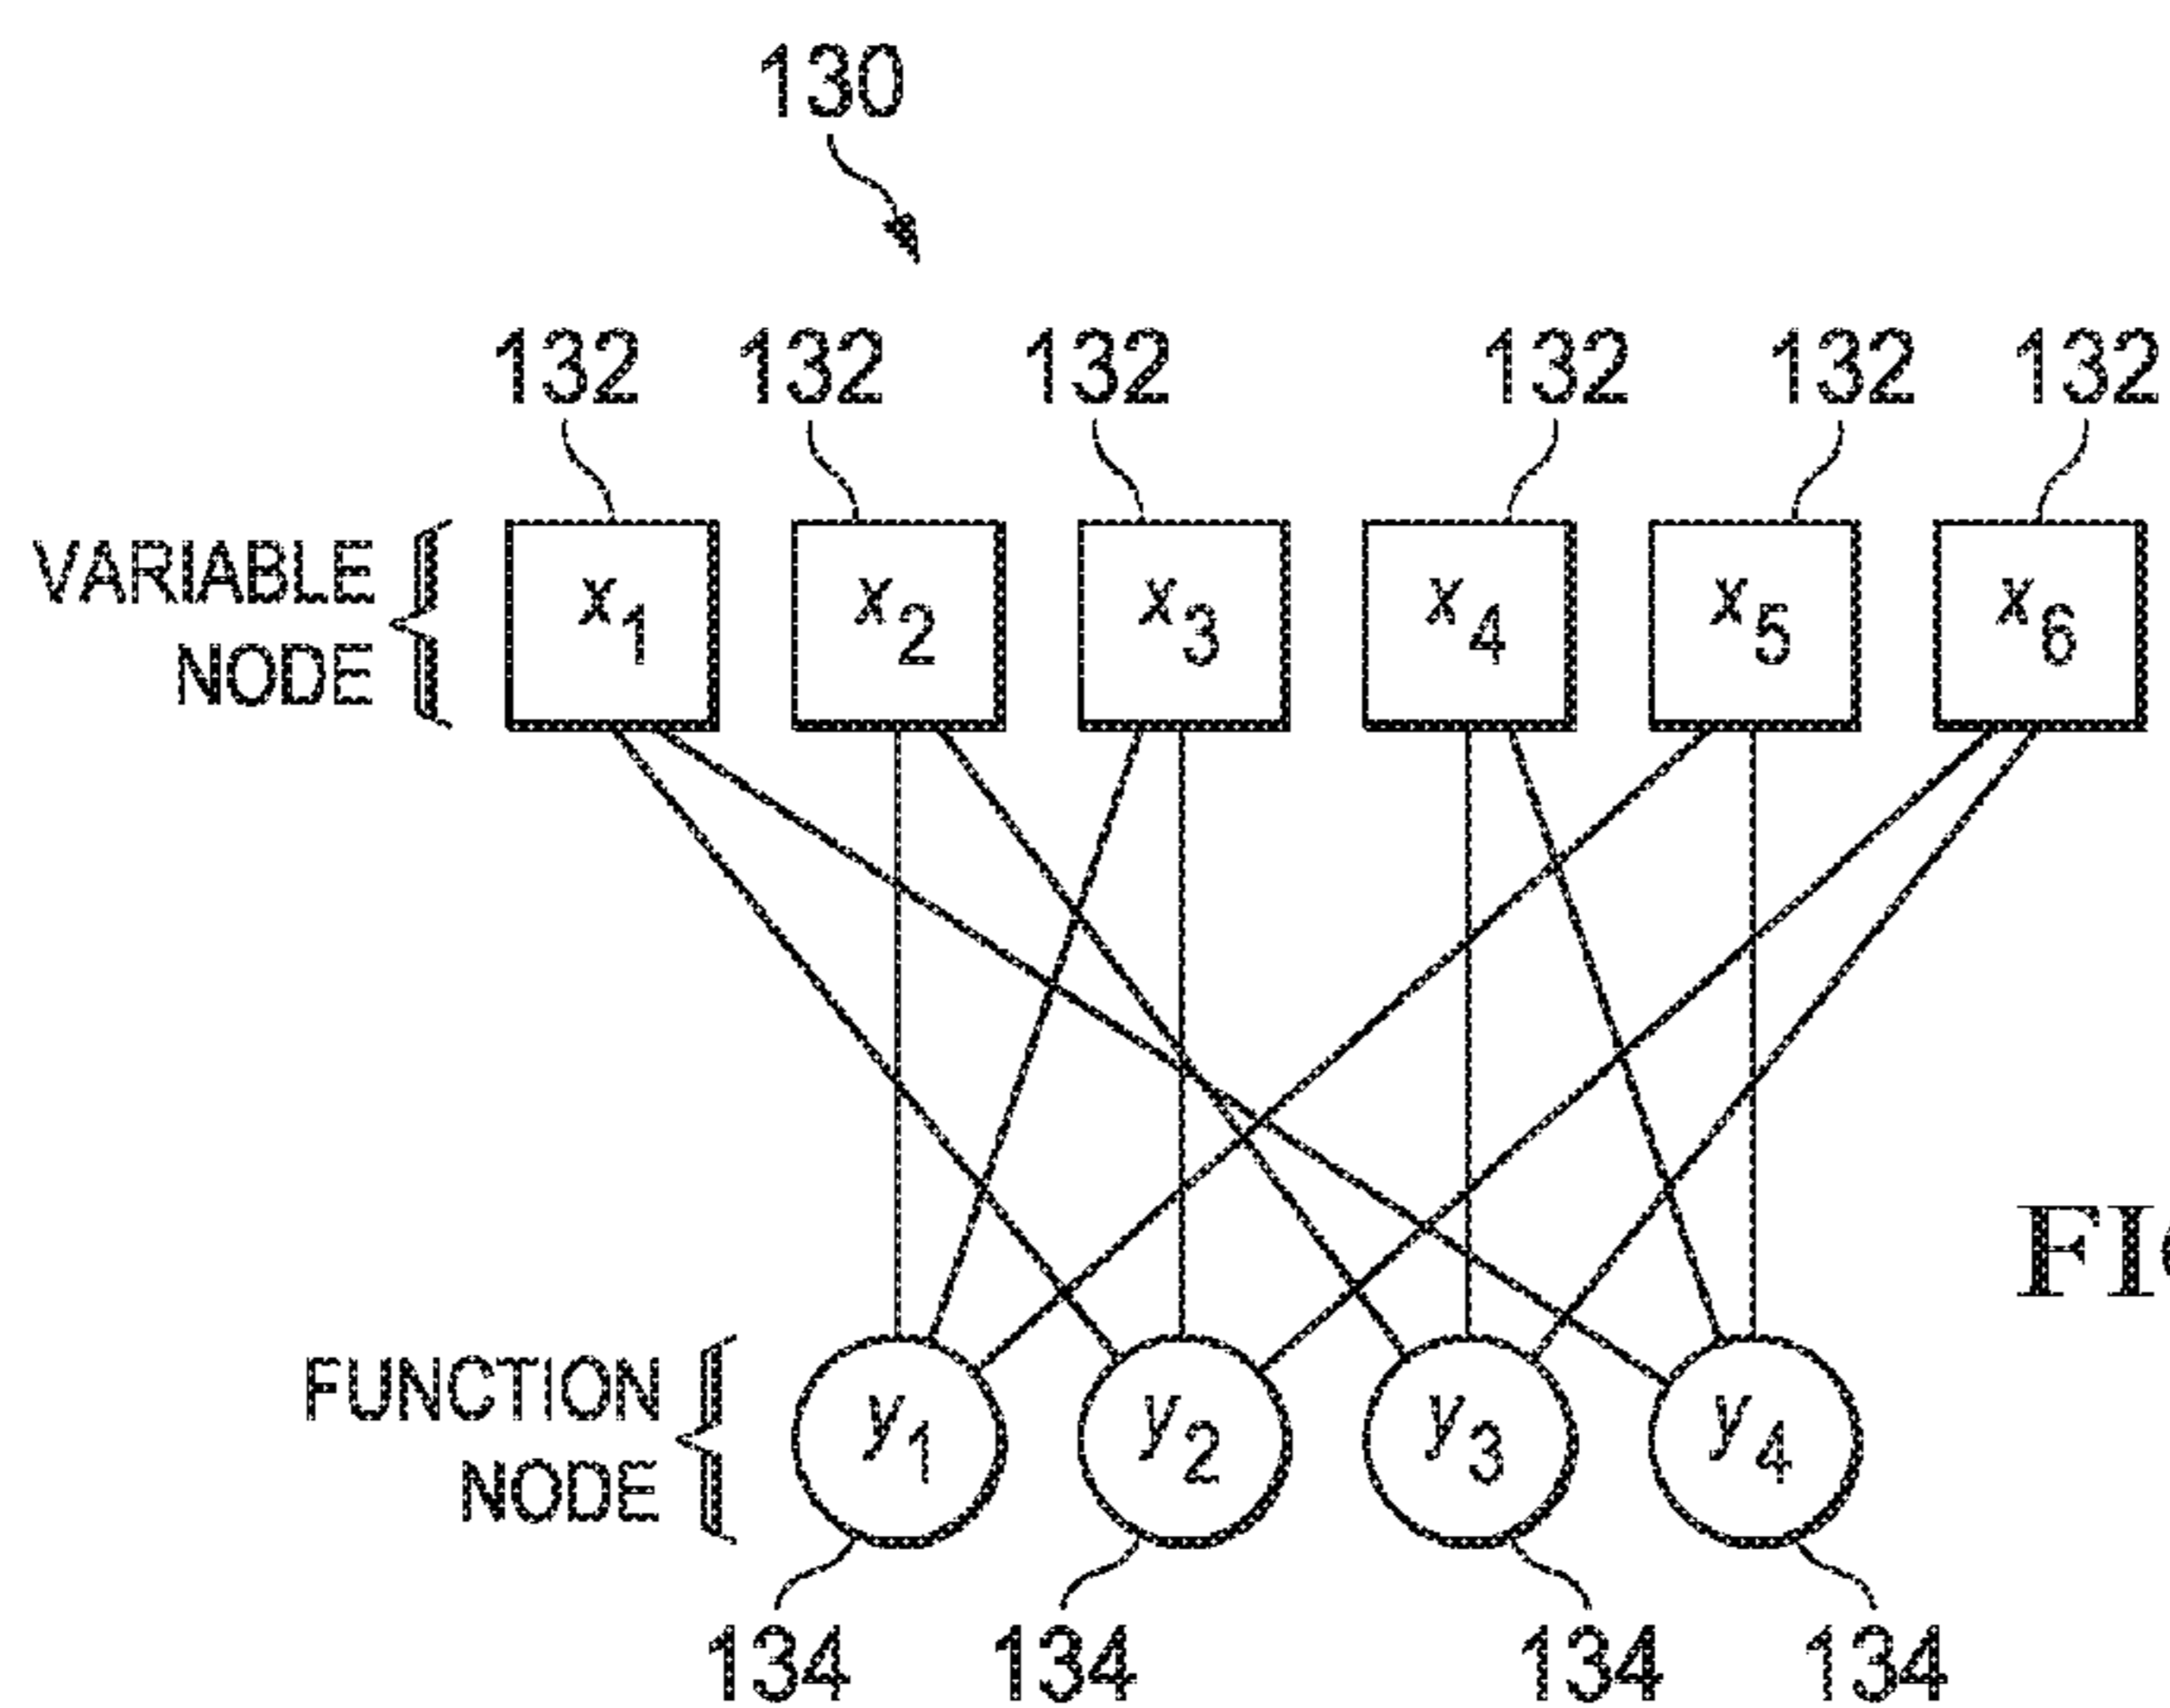 130
132 132 132 132 132 132
VARIABLE
NODE
x1 x2 x3 x4 x5 x6
FUNCTION
NODE
y1 y2 y3 y4
134 134 134 134